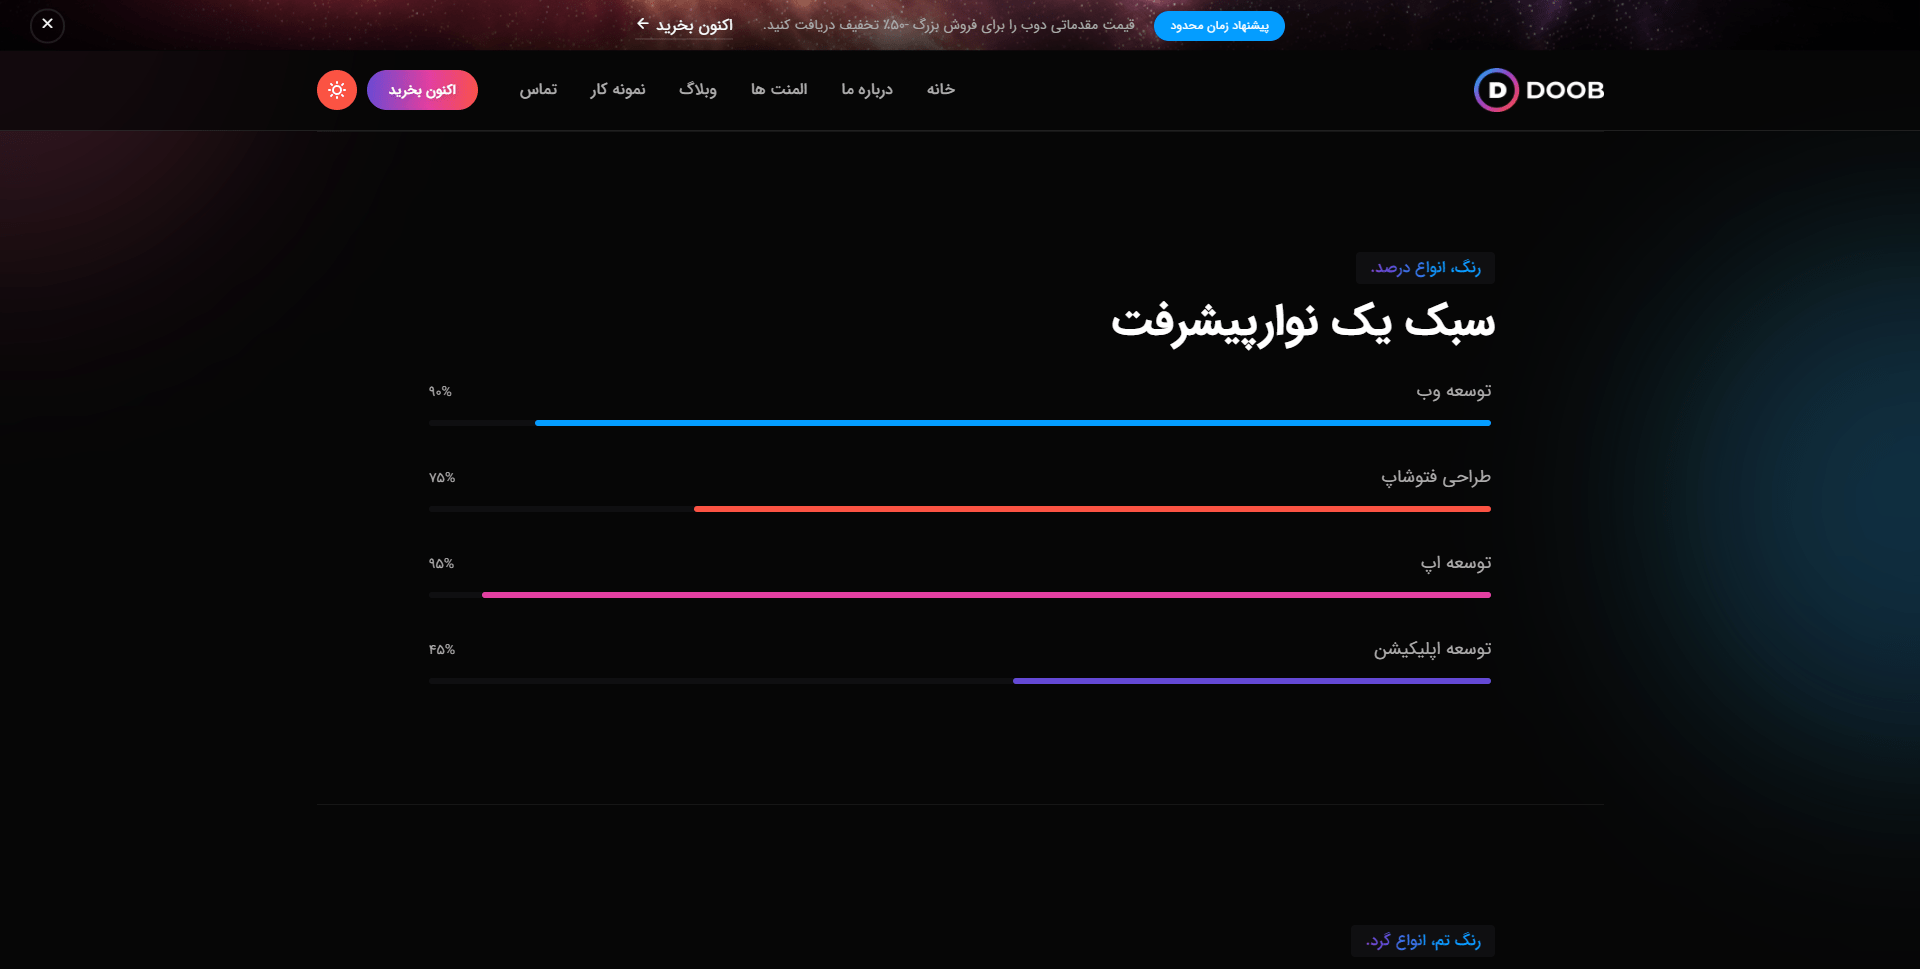 پیشنهاد زمان محدود قیمت مقدماتی دوب را برای فروش بزرگ -۵۰٪ تخفیف دریافت کنید. اکنون بخرید
DOOB خانه درباره ما المنت ها وبلاگ نمونه کار تماس اکنون بخرید
رنگ، انواع درصد.
سبک یک نوارپیشرفت
توسعه وب ۹۰%
طراحی فتوشاپ ۷۵%
توسعه اپ ۹۵%
توسعه اپلیکیشن ۴۵%
رنگ تم، انواع گرد.